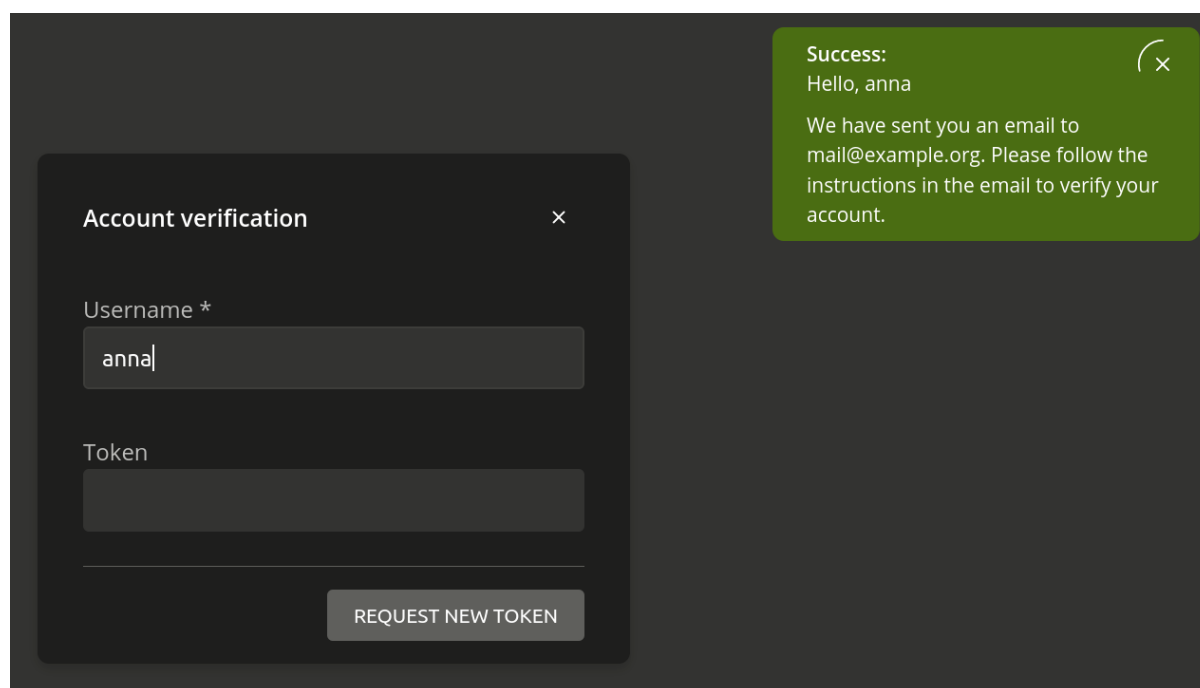 Success:
Hello, anna
We have sent you an email to
mail@example.org. Please follow the
instructions in the email to verify your
account.
Account verification
Username *
anna
Token
REQUEST NEW TOKEN